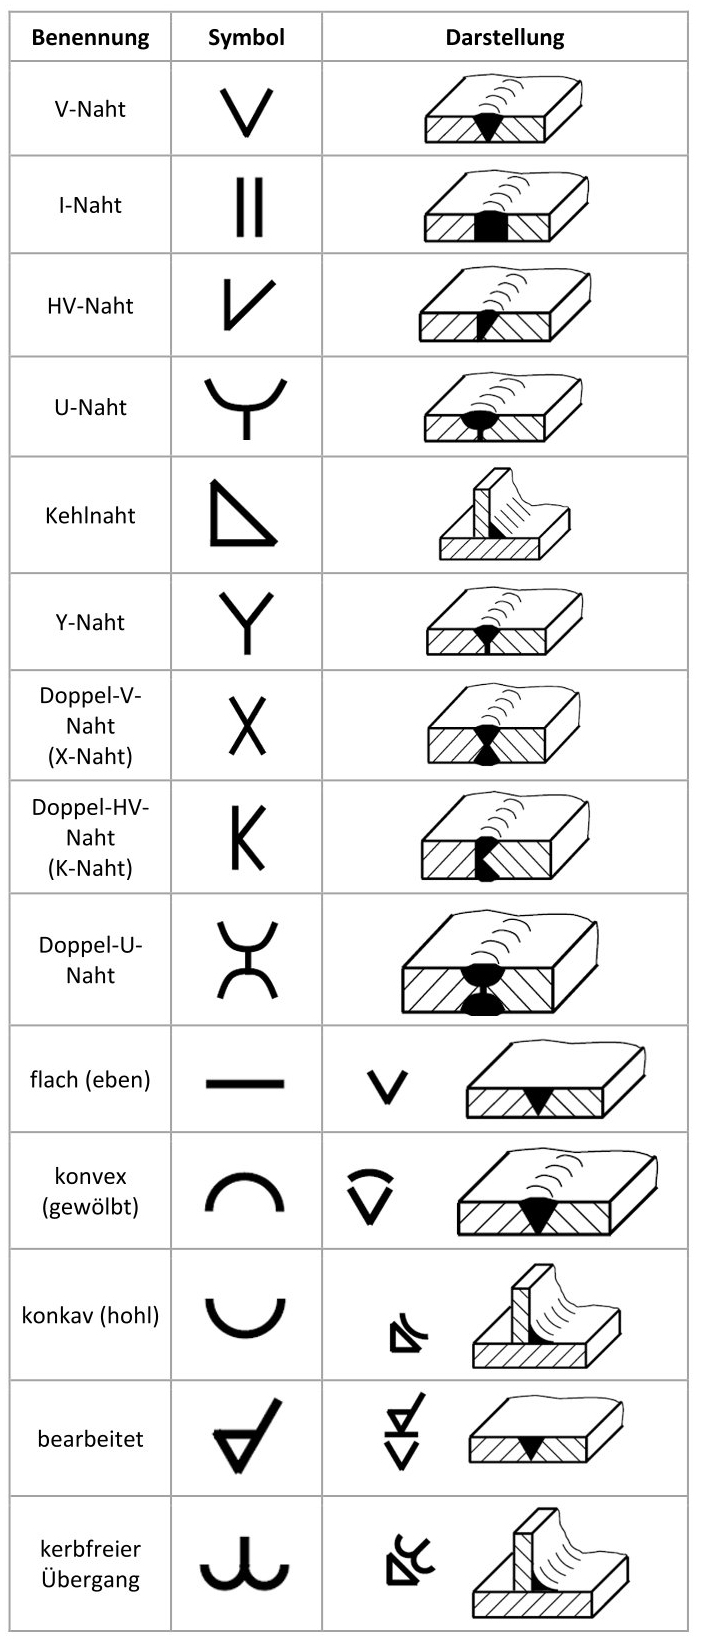 Benennung Symbol Darstellung
V-Naht
I-Naht
HV-Naht
U-Naht
Kehlnaht
Y-Naht
Doppel-V-
Naht
(X-Naht)
Doppel-HV-
Naht
(K-Naht)
Doppel-U-
Naht
flach (eben)
konvex
(gewölbt)
konkav (hohl)
bearbeitet
kerbfreier
Übergang